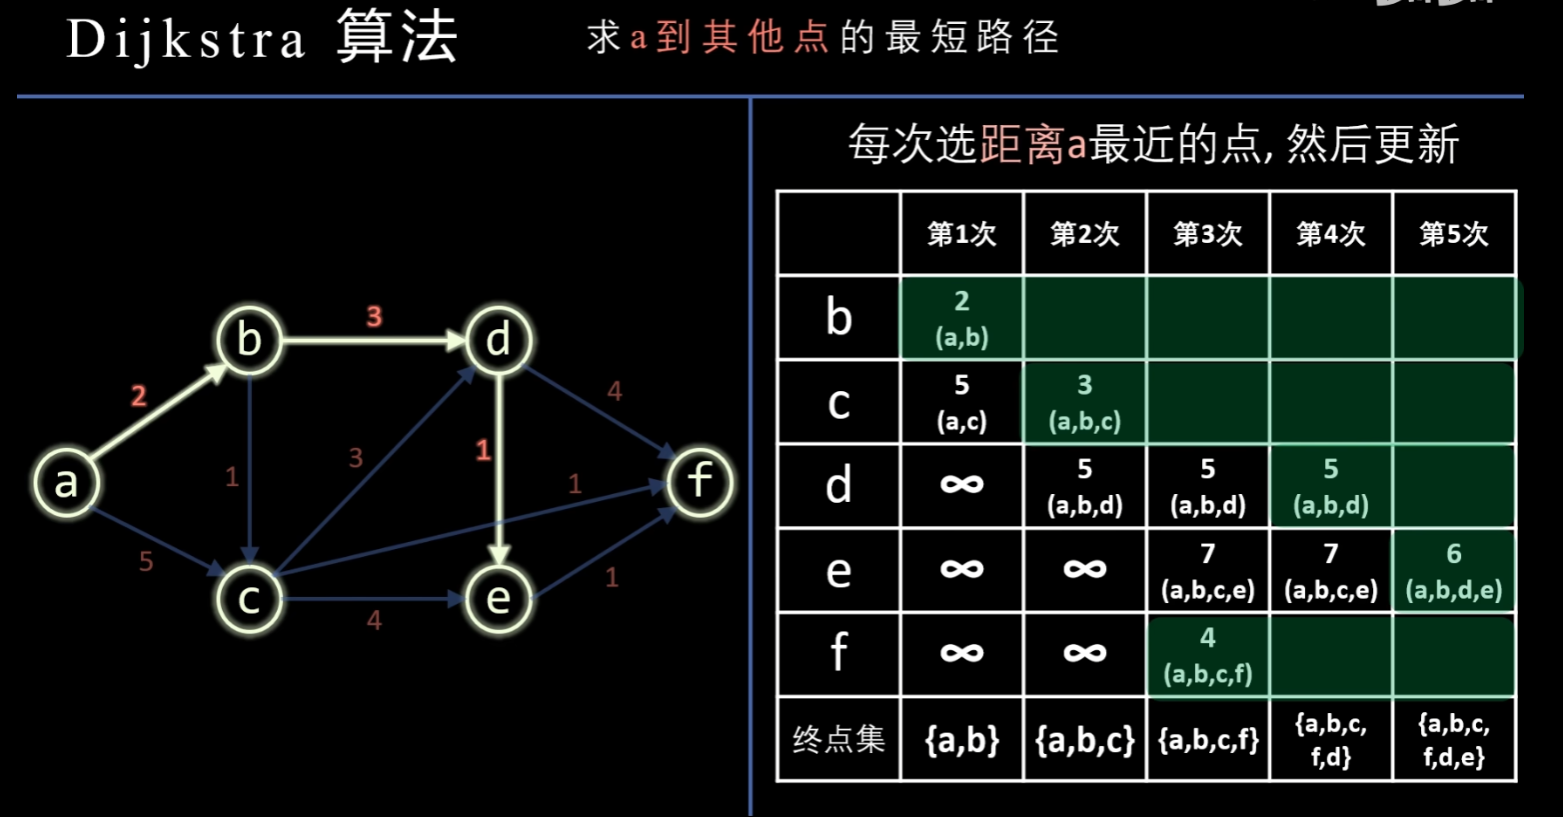 Dijkstra 算法
求a到其他点的最短路径
每次选距离a最近的点, 然后更新
b
3
d
2
4
a
1
3
1
1
f
5
1
c
4
e
第1次 第2次 第3次 第4次 第5次
b 2
(a,b)
c 5 3
(a,c) (a,b,c)
d ∞ 5 5 5
(a,b,d) (a,b,d) (a,b,d)
e ∞ ∞ 7 7 6
(a,b,c,e) (a,b,c,e) (a,b,d,e)
f ∞ ∞ 4
(a,b,c,f)
终点集 {a,b} {a,b,c} {a,b,c,f} {a,b,c, {a,b,c,
f,d} f,d,e}